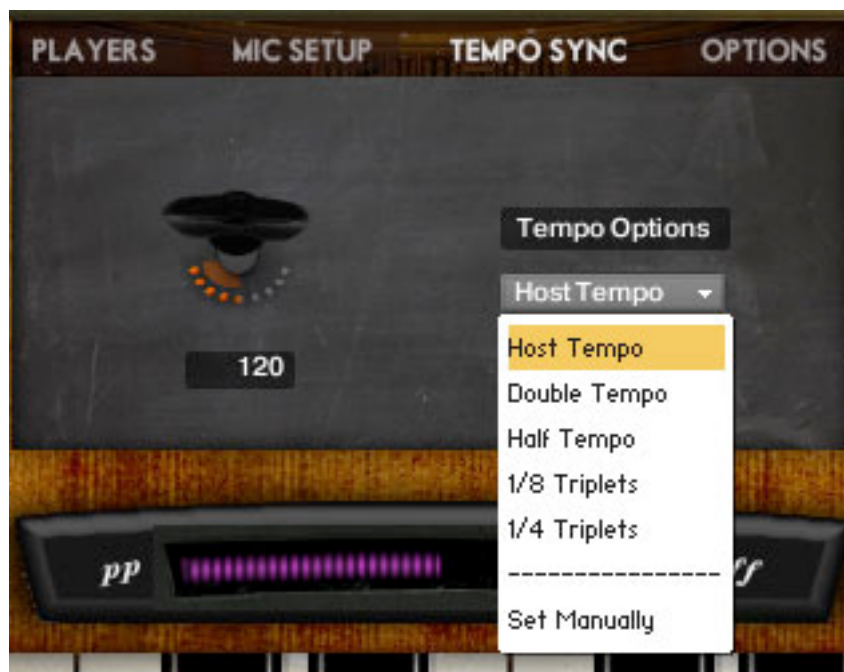 PLAYERS MIC SETUP TEMPO SYNC OPTIONS
Tempo Options
Host Tempo
120
Host Tempo
Double Tempo
Half Tempo
1/8 Triplets
1/4 Triplets
----------------
Set Manually
pp